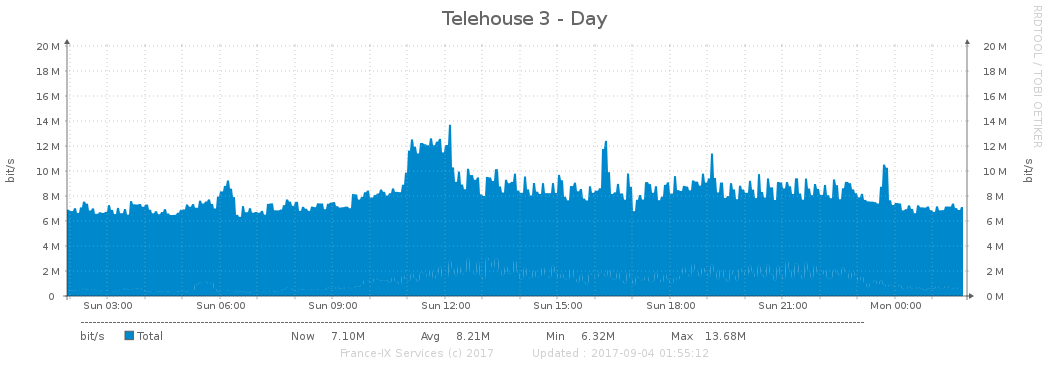 Telehouse 3 - Day
RRDTOOL / TOBI OETIKER
20 M 20 M
18 M 18 M
16 M 16 M
14 M 14 M
12 M 12 M
10 M 10 M
8 M 8 M
6 M 6 M
4 M 4 M
2 M 2 M
0 0 M
bit/s bit/s
Sun 03:00 Sun 06:00 Sun 09:00 Sun 12:00 Sun 15:00 Sun 18:00 Sun 21:00 Mon 00:00
bit/s Total Now 7.10M Avg 8.21M Min 6.32M Max 13.68M
France-IX Services (c) 2017 Updated : 2017-09-04 01:55:12